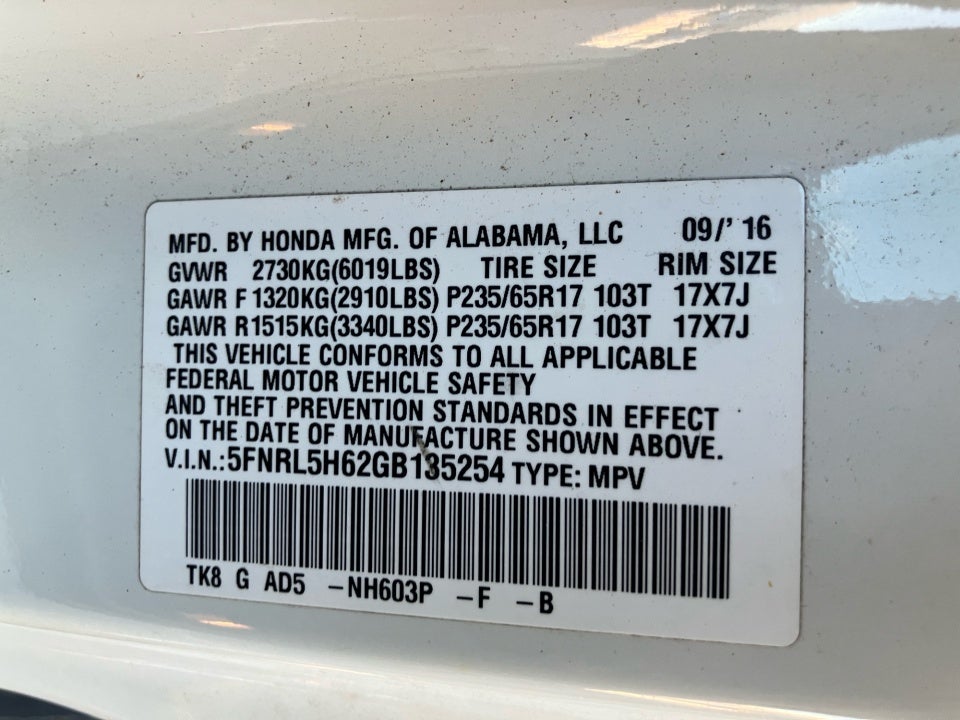 MFD. BY HONDA MFG. OF ALABAMA, LLC 09/' 16
GVWR 2730KG(6019LBS) TIRE SIZE RIM SIZE
GAWR F 1320KG(2910LBS) P235/65R17 103T 17X7J
GAWR R1515KG(3340LBS) P235/65R17 103T 17X7J
THIS VEHICLE CONFORMS TO ALL APPLICABLE
FEDERAL MOTOR VEHICLE SAFETY
AND THEFT PREVENTION STANDARDS IN EFFECT
ON THE DATE OF MANUFACTURE SHOWN ABOVE.
V.I.N.:5FNRL5H62GB135254 TYPE: MPV
TK8 G AD5 -NH603P -F -B